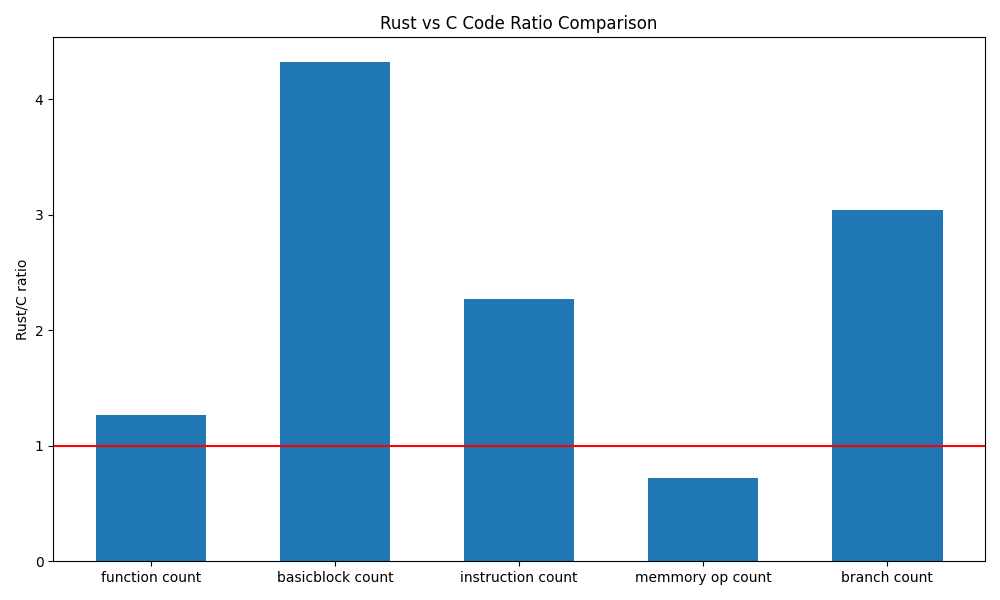 Rust vs C Code Ratio Comparison
Rust/C ratio
4
3
2
1
0
function count
basicblock count
instruction count
memmory op count
branch count